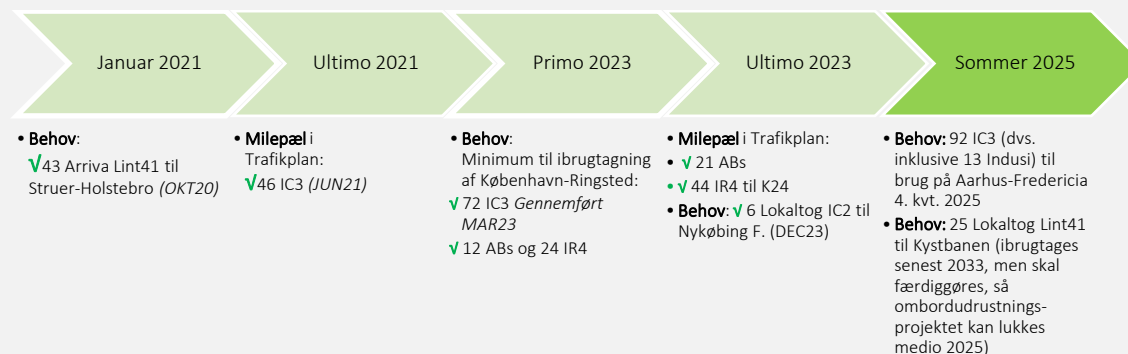 Januar 2021
Ultimo 2021
Primo 2023
Ultimo 2023
Sommer 2025
• Behov:
√43 Arriva Lint41 til
Struer-Holstebro (OKT20)
• Milepæl i
Trafikplan:
√46 IC3 (JUN21)
• Behov:
Minimum til ibrugtagning
af København-Ringsted:
√ 72 IC3 Gennemført
MAR23
√ 12 ABs og 24 IR4
• Milepæl i Trafikplan:
• √ 21 ABs
• √ 44 IR4 til K24
• Behov: √ 6 Lokaltog IC2 til
Nykøbing F. (DEC23)
• Behov: 92 IC3 (dvs.
inklusive 13 Indusi) til
brug på Aarhus-Fredericia
4. kvt. 2025
• Behov: 25 Lokaltog Lint41
til Kystbanen (ibrugtages
senest 2033, men skal
færdiggøres, så
ombordudrustnings-
projektet kan lukkes
medio 2025)